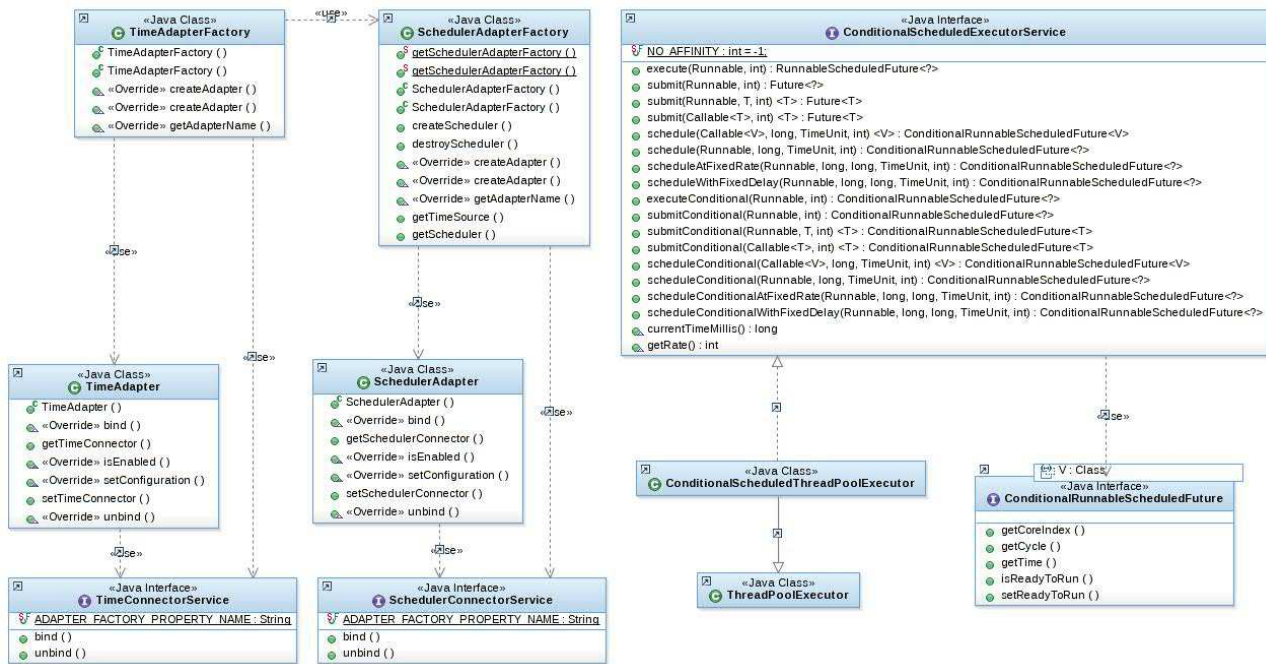 «Java Class»
TimeAdapterFactory
TimeAdapterFactory ( )
TimeAdapterFactory ( )
«Override» createAdapter ( )
«Override» createAdapter ( )
«Override» getAdapterName ( )
«use»
«Java Class»
SchedulerAdapterFactory
getSchedulerAdapterFactory ( )
getSchedulerAdapterFactory ( )
SchedulerAdapterFactory ( )
SchedulerAdapterFactory ( )
createScheduler ( )
destroyScheduler ( )
«Override» createAdapter ( )
«Override» createAdapter ( )
«Override» getAdapterName ( )
getTimeSource ( )
getScheduler ( )
«Java Interface»
ConditionalScheduledExecutorService
NO_AFFINITY : int = -1;
execute(Runnable, int) : RunnableScheduledFuture<?>
submit(Runnable, int) : Future<?>
submit(Runnable, T, int) <T> : Future<T>
submit(Callable<T>, int) <T> : Future<T>
schedule(Callable<V>, long, TimeUnit, int) <V> : ConditionalRunnableScheduledFuture<V>
schedule(Runnable, long, TimeUnit, int) : ConditionalRunnableScheduledFuture<?>
scheduleAtFixedRate(Runnable, long, long, TimeUnit, int) : ConditionalRunnableScheduledFuture<?>
scheduleWithFixedDelay(Runnable, long, long, TimeUnit, int) : ConditionalRunnableScheduledFuture<?>
executeConditional(Runnable, int) : ConditionalRunnableScheduledFuture<?>
submitConditional(Runnable, int) : ConditionalRunnableScheduledFuture<?>
submitConditional(Runnable, T, int) <T> : ConditionalRunnableScheduledFuture<T>
submitConditional(Callable<T>, int) <T> : ConditionalRunnableScheduledFuture<T>
scheduleConditional(Callable<V>, long, TimeUnit, int) <V> : ConditionalRunnableScheduledFuture<V>
scheduleConditional(Runnable, long, TimeUnit, int) : ConditionalRunnableScheduledFuture<?>
scheduleConditionalAtFixedRate(Runnable, long, long, TimeUnit, int) : ConditionalRunnableScheduledFuture<?>
scheduleConditionalWithFixedDelay(Runnable, long, long, TimeUnit, int) : ConditionalRunnableScheduledFuture<?>
currentTimeMillis() : long
getRate() : int
«use»
«use»
«use»
«use»
«use»
«Java Class»
TimeAdapter
TimeAdapter ( )
«Override» bind ( )
getTimeConnector ( )
«Override» isEnabled ( )
«Override» setConfiguration ( )
setTimeConnector ( )
«Override» unbind ( )
«Java Class»
SchedulerAdapter
SchedulerAdapter ( )
«Override» bind ( )
getSchedulerConnector ( )
«Override» isEnabled ( )
«Override» setConfiguration ( )
setSchedulerConnector ( )
«Override» unbind ( )
«Java Class»
ConditionalScheduledThreadPoolExecutor
V : Class
«Java Interface»
ConditionalRunnableScheduledFuture
getCoreIndex ( )
getCycle ( )
getTime ( )
isReadyToRun ( )
setReadyToRun ( )
«use»
«use»
«Java Interface»
TimeConnectorService
ADAPTER_FACTORY_PROPERTY_NAME : String
bind ( )
unbind ( )
«Java Interface»
SchedulerConnectorService
ADAPTER_FACTORY_PROPERTY_NAME : String
bind ( )
unbind ( )
«Java Class»
ThreadPoolExecutor